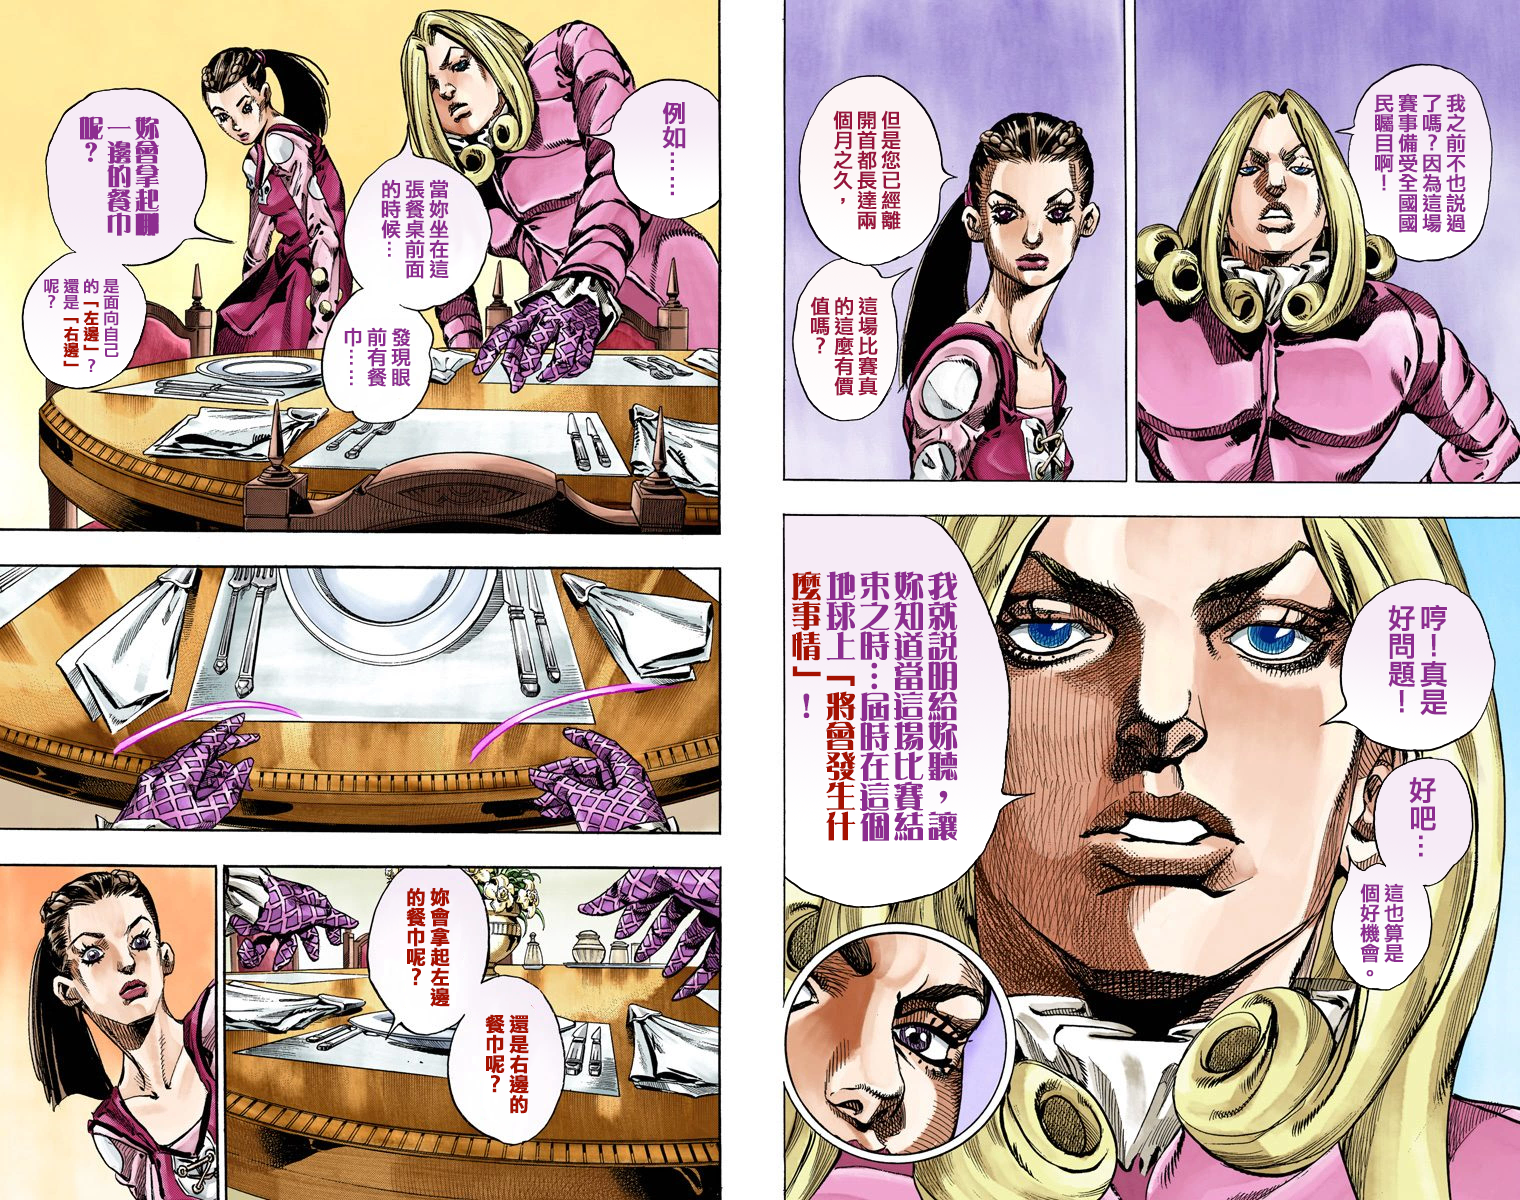 我之前不也説過
了嗎？因為這場
賽事備受全國國
民矚目啊！
但是您已經離
開首都長達兩
個月之久，
這場比賽真
的這麼有價
值嗎？
哼！真是
好問題！
好吧…
這也算是
個好機會。
我就説明給妳聽，讓
妳知道當這場比賽結
束之時…屆時在這個
地球上「將會發生什
麼事情」！
例如……
當妳坐在這
張餐桌前面
的時候…
發現眼
前有餐
巾……
妳會拿起哪
一邊的餐巾
呢？
是面向自己
的「左邊」？
還是「右邊」
呢？
妳會拿起左邊
的餐巾呢？
還是右邊的
餐巾呢？